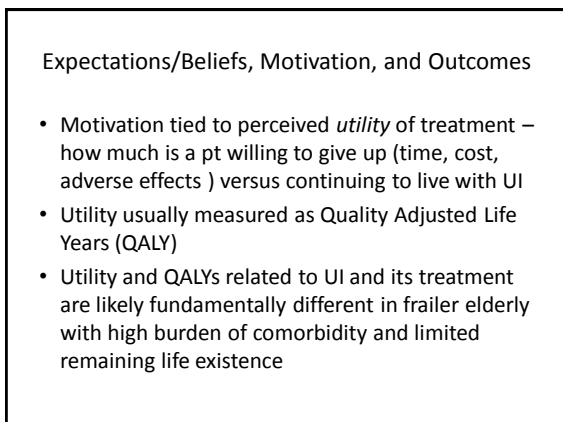 Expectations/Beliefs, Motivation, and Outcomes
• Motivation tied to perceived utility of treatment –
how much is a pt willing to give up (time, cost,
adverse effects ) versus continuing to live with UI
• Utility usually measured as Quality Adjusted Life
Years (QALY)
• Utility and QALYs related to UI and its treatment
are likely fundamentally different in frailer elderly
with high burden of comorbidity and limited
remaining life existence